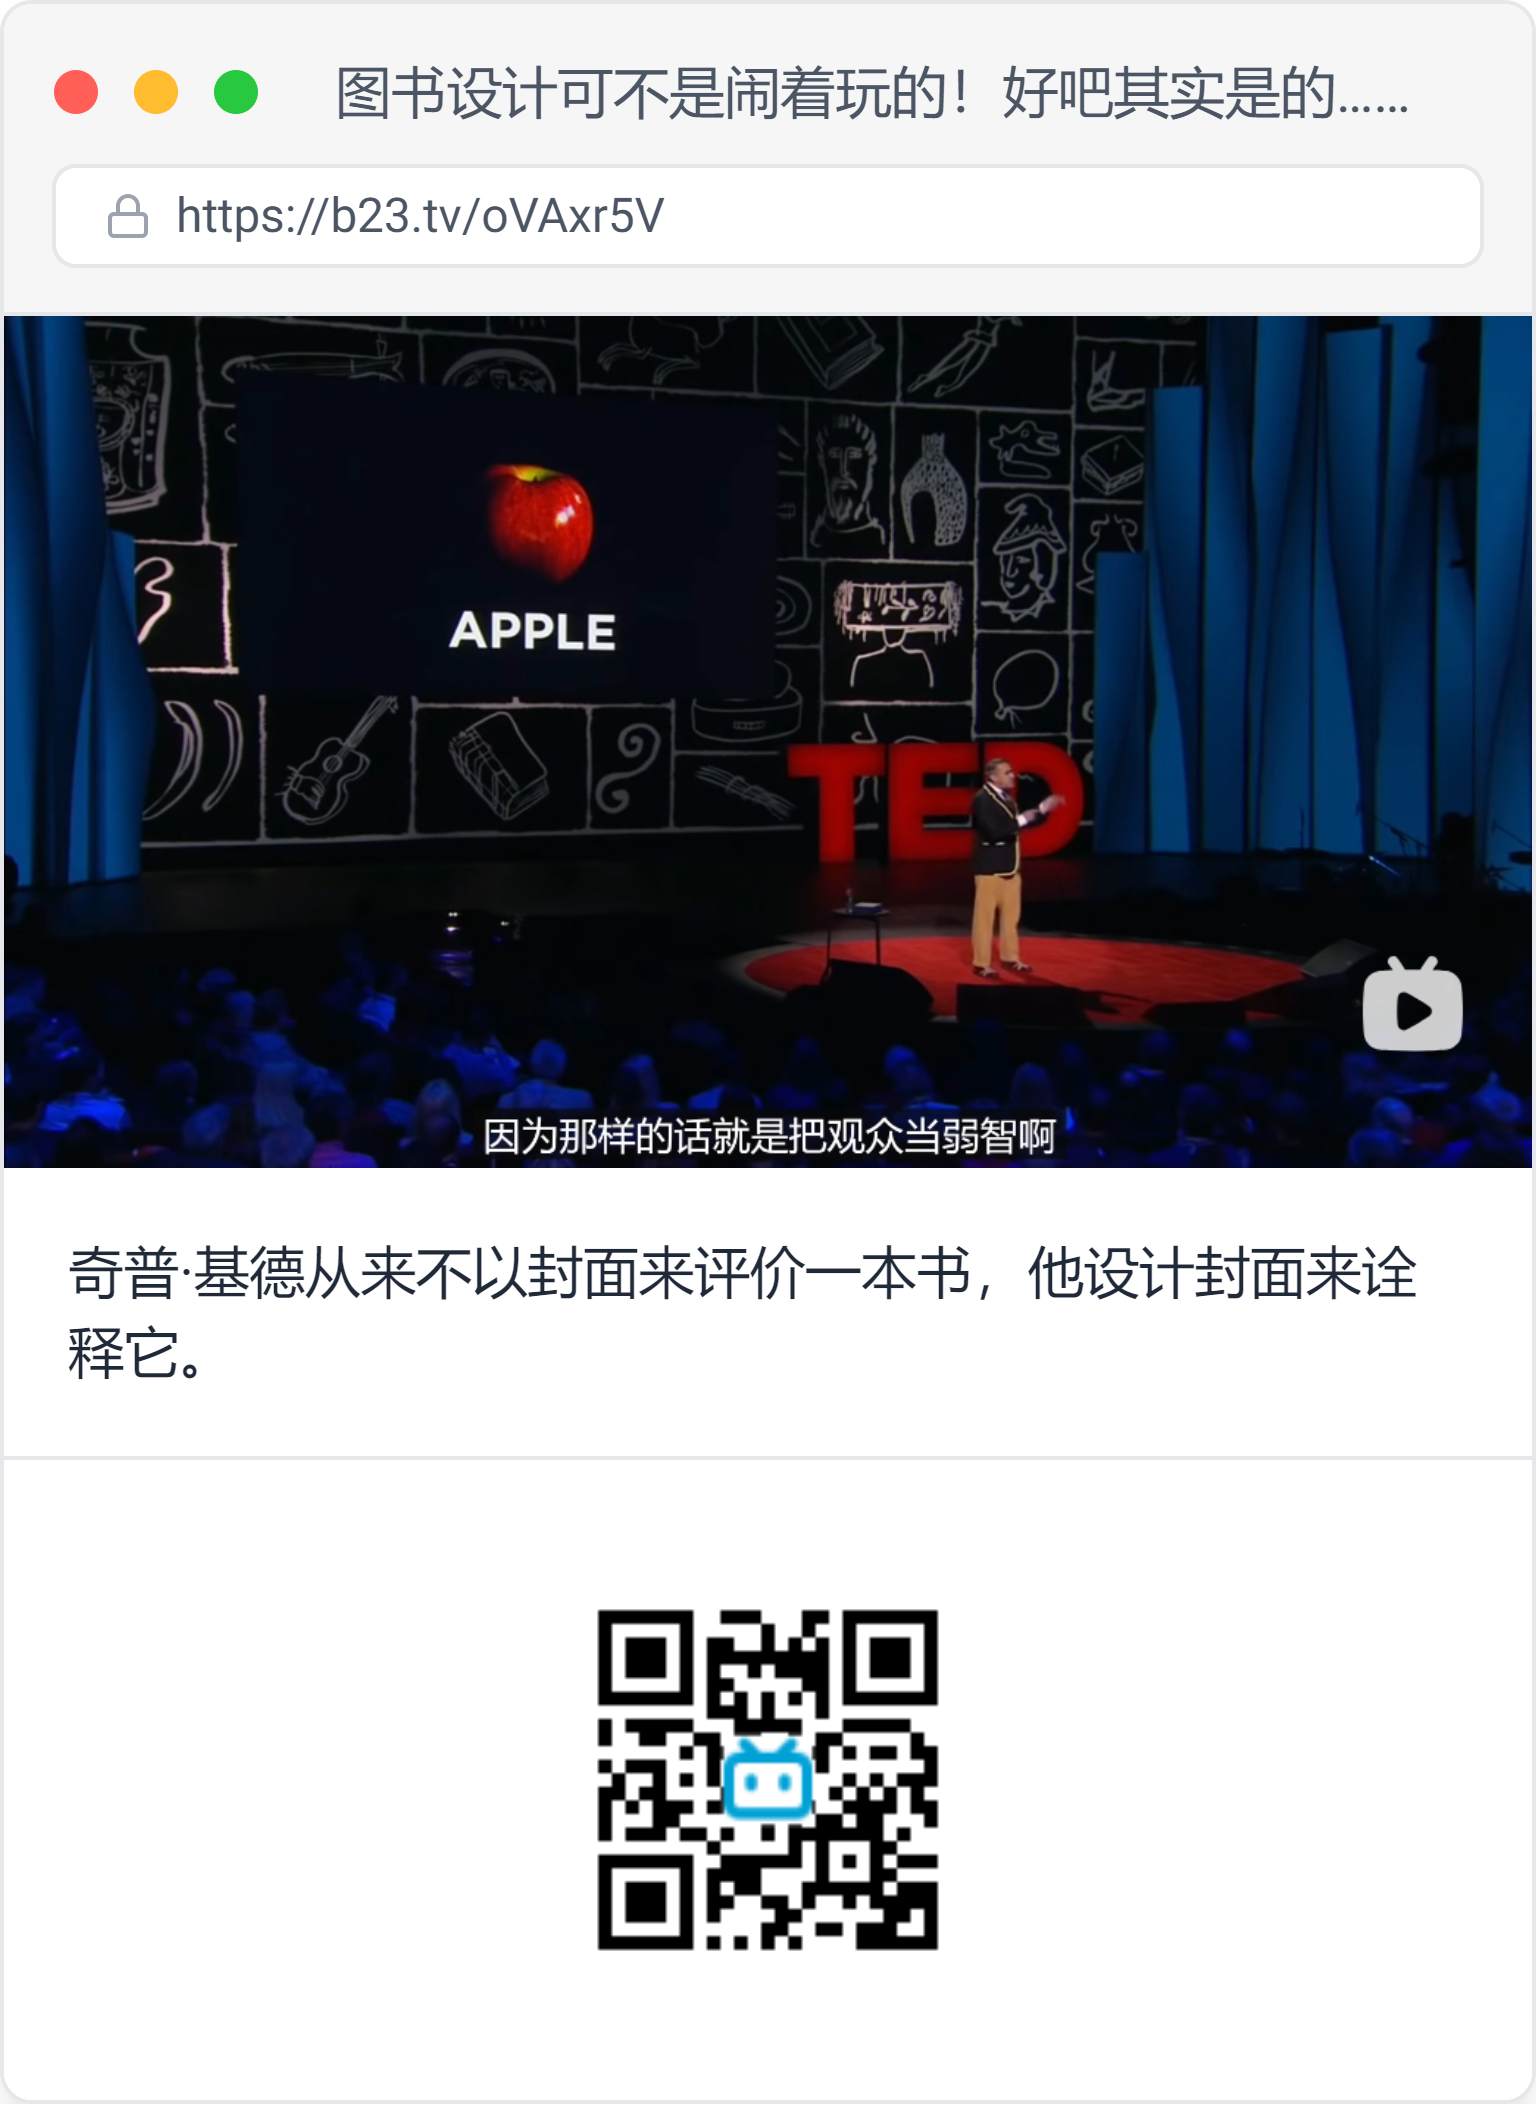 图书设计可不是闹着玩的！好吧其实是的……
https://b23.tv/oVAxr5V
APPLE
TED
因为那样的话就是把观众当弱智啊
奇普·基德从来不以封面来评价一本书，他设计封面来诠
释它。